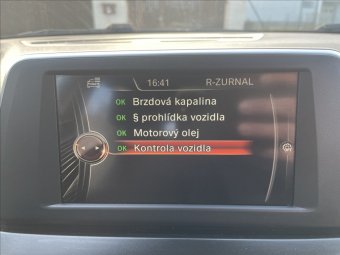 16:41 R-ZURNAL
OK Brzdová kapalina
OK § prohlídka vozidla
OK Motorový olej
OK Kontrola vozidla